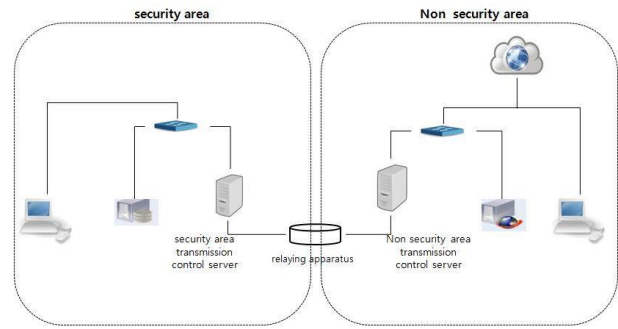 security area
Non security area
security area
transmission
control server
relaying apparatus
Non security area
transmission
control server